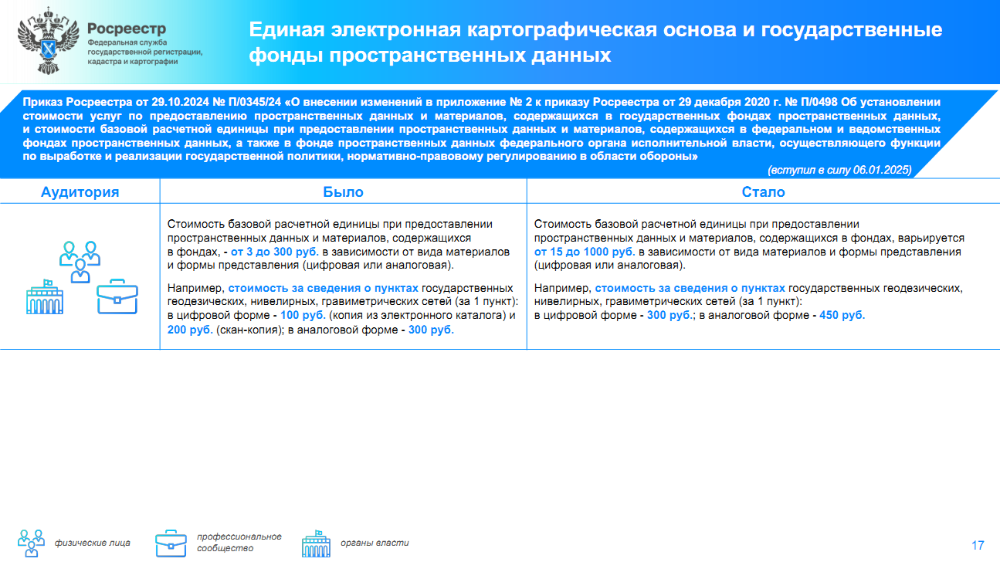 Росреестр
Федеральная служба
государственной регистрации,
кадастра и картографии
Единая электронная картографическая основа и государственные
фонды пространственных данных
Приказ Росреестра от 29.10.2024 № П/0345/24 «О внесении изменений в приложение № 2 к приказу Росреестра от 29 декабря 2020 г. № П/0498 Об установлении
стоимости услуг по предоставлению пространственных данных и материалов, содержащихся в государственных фондах пространственных данных,
и стоимости базовой расчетной единицы при предоставлении пространственных данных и материалов, содержащихся в федеральном и ведомственных
фондах пространственных данных, а также в фонде пространственных данных федерального органа исполнительной власти, осуществляющего функции
по выработке и реализации государственной политики, нормативно-правовому регулированию в области обороны»
(вступил в силу 06.01.2025)
Аудитория
Было
Стало
Стоимость базовой расчетной единицы при предоставлении
пространственных данных и материалов, содержащихся
в фондах, - от 3 до 300 руб. в зависимости от вида материалов
и формы представления (цифровая или аналоговая).
Например, стоимость за сведения о пунктах государственных
геодезических, нивелирных, гравиметрических сетей (за 1 пункт):
в цифровой форме - 100 руб. (копия из электронного каталога) и
200 руб. (скан-копия); в аналоговой форме - 300 руб.
Стоимость базовой расчетной единицы при предоставлении
пространственных данных и материалов, содержащихся в фондах, варьируется
от 15 до 1000 руб. в зависимости от вида материалов и формы представления
(цифровая или аналоговая).
Например, стоимость за сведения о пунктах государственных геодезических,
нивелирных, гравиметрических сетей (за 1 пункт):
в цифровой форме - 300 руб.; в аналоговой форме - 450 руб.
физические лица
профессиональное
сообщество
органы власти
17